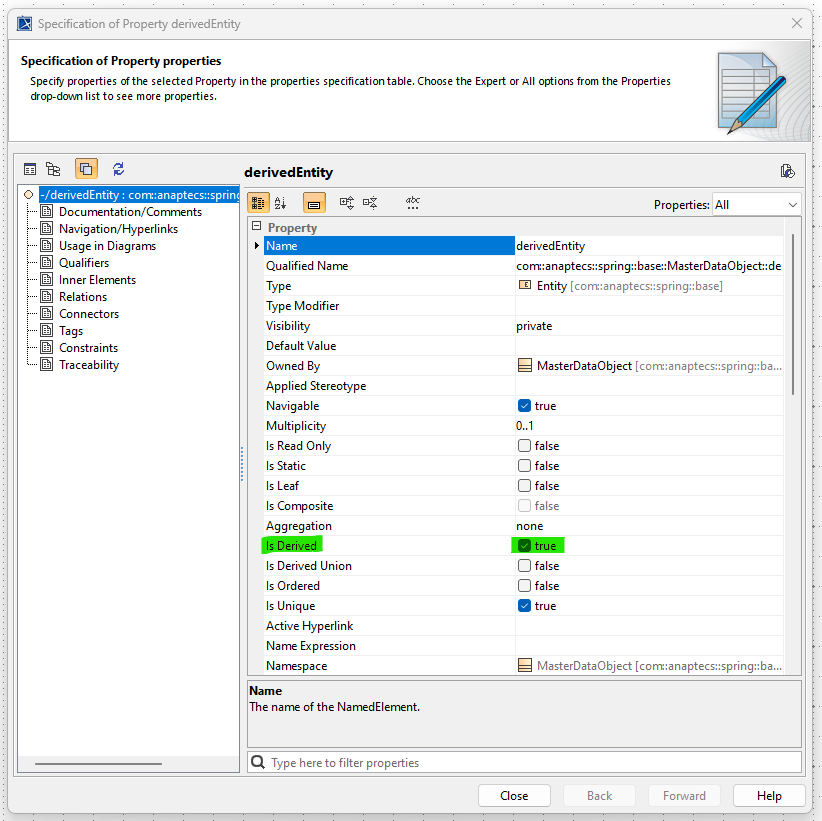 Specification of Property derivedEntity
Specification of Property properties
Specify properties of the selected Property in the properties specification table. Choose the Expert or All options from the Properties
drop-down list to see more properties.
derivedEntity
-/derivedEntity : com::anaptecs::spring
Documentation/Comments
Navigation/Hyperlinks
Usage in Diagrams
Qualifiers
Inner Elements
Relations
Connectors
Tags
Constraints
Traceability
Properties: All
Property
Name derivedEntity
Qualified Name com::anaptecs::spring::base::MasterDataObject::de
Type E Entity [com::anaptecs::spring::base]
Type Modifier
Visibility private
Default Value
Owned By MasterDataObject [com::anaptecs::spring::ba...
Applied Stereotype
Navigable true
Multiplicity 0..1
Is Read Only false
Is Static false
Is Leaf false
Is Composite false
Aggregation none
Is Derived true
Is Derived Union false
Is Ordered false
Is Unique true
Active Hyperlink
Name Expression
Namespace MasterDataObject [com::anaptecs::spring::ba...
Name
The name of the NamedElement.
Type here to filter properties
Close Back Forward Help